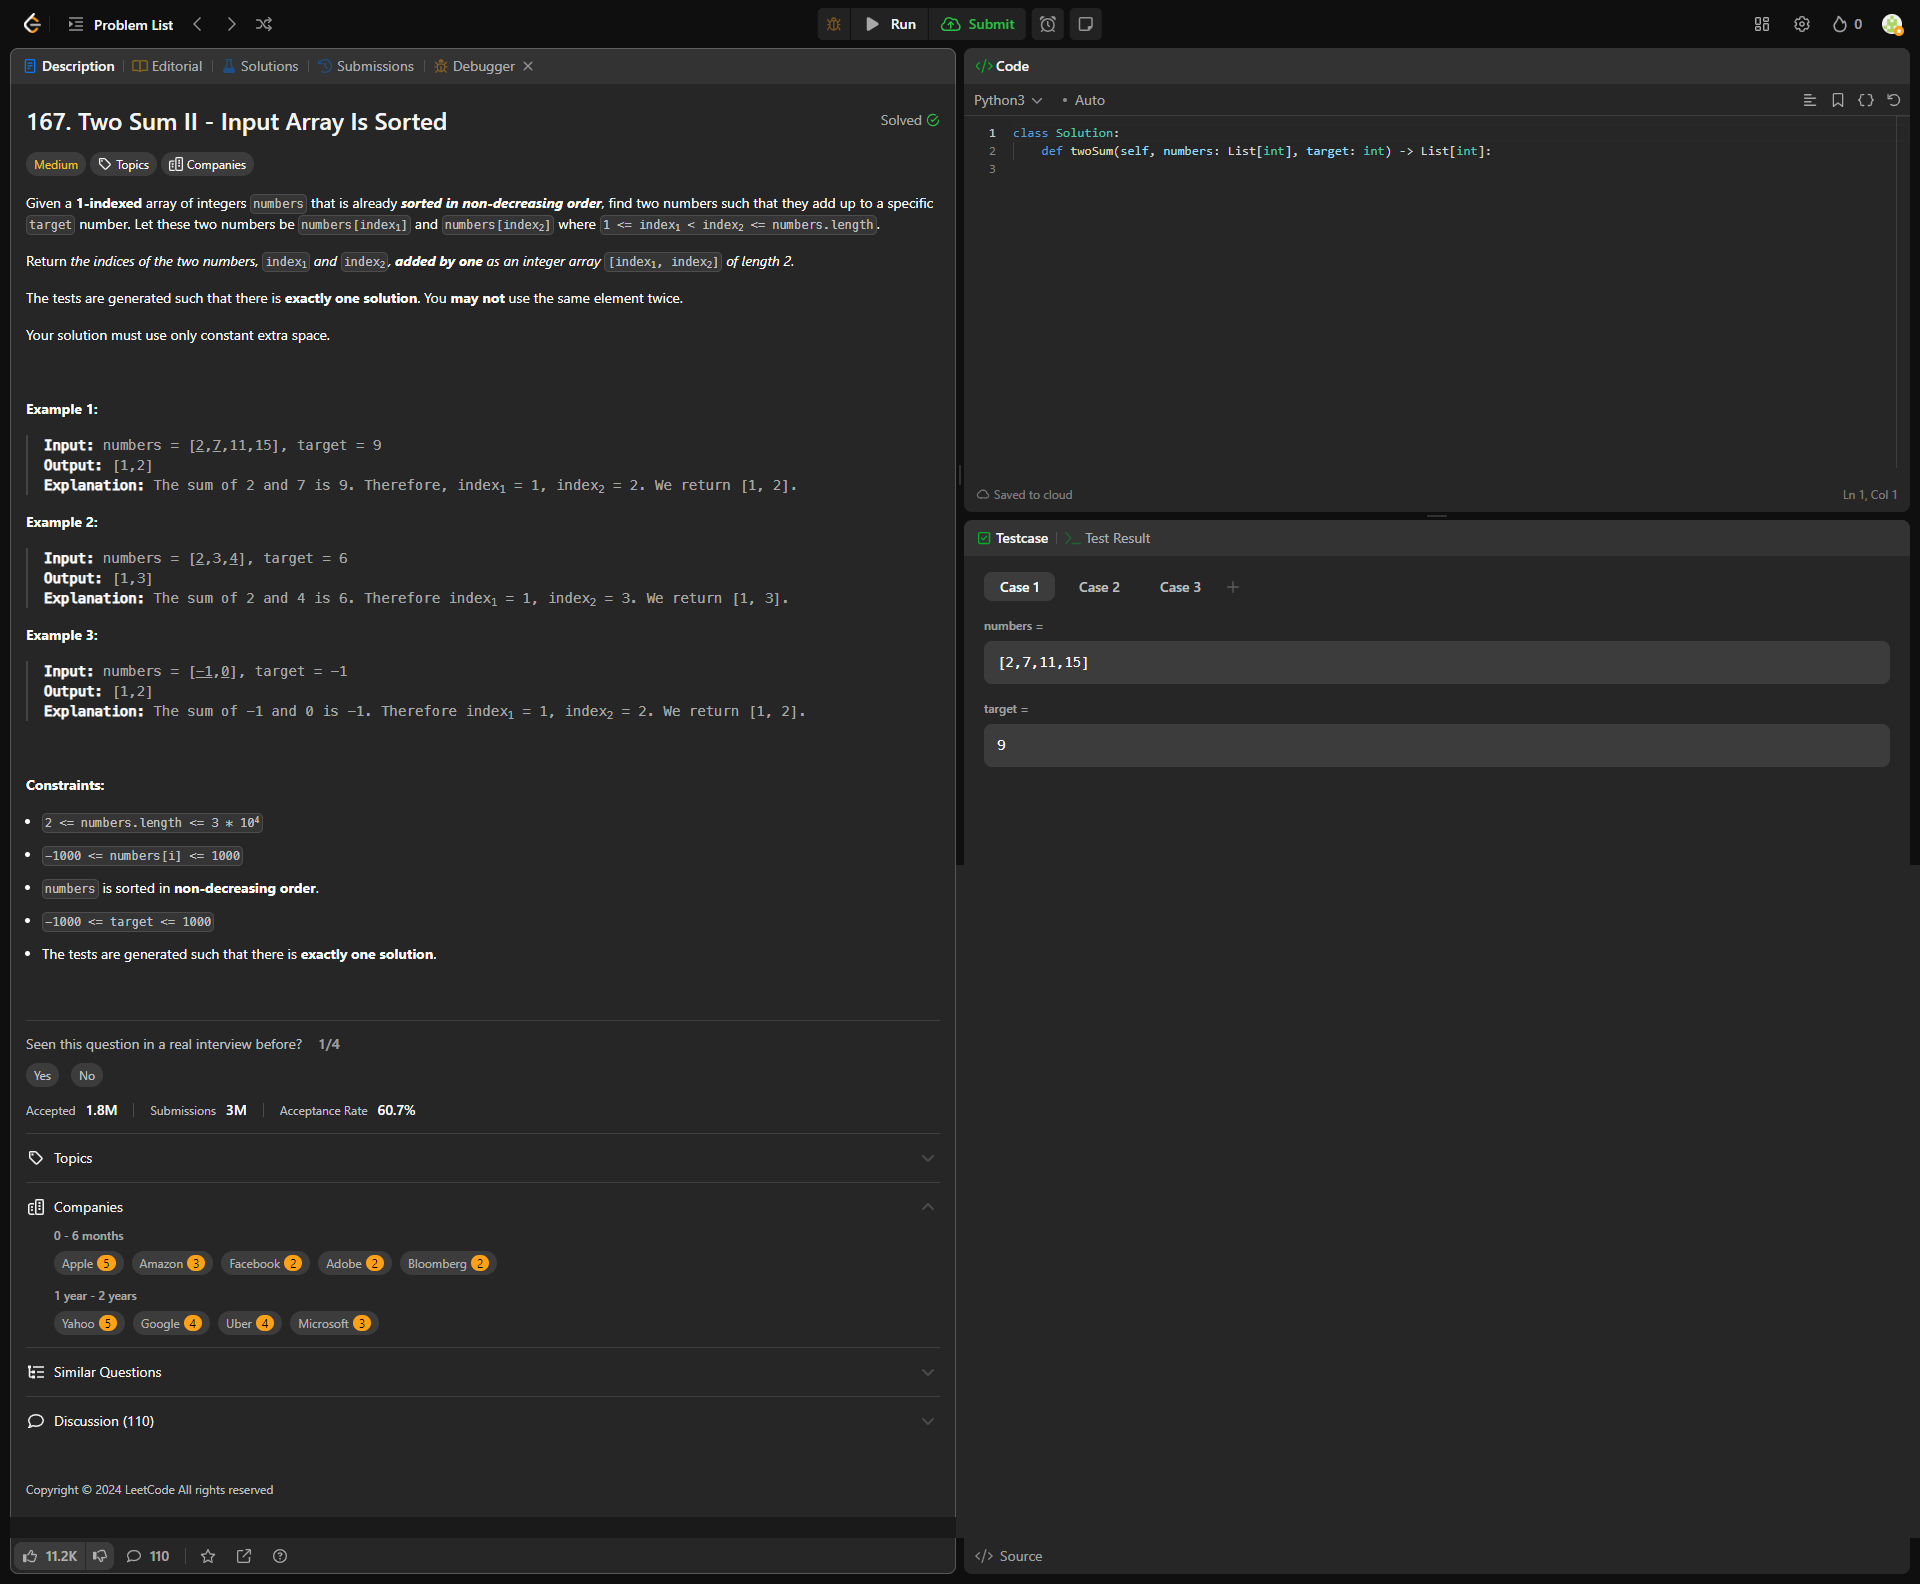 Problem List
Run
Submit
0
Description
Editorial
Solutions
Submissions
Debugger
167. Two Sum II - Input Array Is Sorted
Solved
Medium
Topics
Companies
Given a 1-indexed array of integers numbers that is already sorted in non-decreasing order, find two numbers such that they add up to a specific
target number. Let these two numbers be numbers[index₁] and numbers[index₂] where 1 <= index₁ < index₂ <= numbers.length.
Return the indices of the two numbers, index₁ and index₂, added by one as an integer array [index₁, index₂] of length 2.
The tests are generated such that there is exactly one solution. You may not use the same element twice.
Your solution must use only constant extra space.
Example 1:
Input: numbers = [2,7,11,15], target = 9
Output: [1,2]
Explanation: The sum of 2 and 7 is 9. Therefore, index₁ = 1, index₂ = 2. We return [1, 2].
Example 2:
Input: numbers = [2,3,4], target = 6
Output: [1,3]
Explanation: The sum of 2 and 4 is 6. Therefore index₁ = 1, index₂ = 3. We return [1, 3].
Example 3:
Input: numbers = [-1,0], target = -1
Output: [1,2]
Explanation: The sum of -1 and 0 is -1. Therefore index₁ = 1, index₂ = 2. We return [1, 2].
Constraints:
• 2 <= numbers.length <= 3 * 10⁴
• -1000 <= numbers[i] <= 1000
• numbers is sorted in non-decreasing order.
• -1000 <= target <= 1000
• The tests are generated such that there is exactly one solution.
Seen this question in a real interview before? 1/4
Yes
No
Accepted 1.8M
Submissions 3M
Acceptance Rate 60.7%
Topics
Companies
0 - 6 months
Apple 5
Amazon 3
Facebook 2
Adobe 2
Bloomberg 2
1 year - 2 years
Yahoo 5
Google 4
Uber 4
Microsoft 3
Similar Questions
Discussion (110)
Copyright © 2024 LeetCode All rights reserved
11.2K
110
</> Code
Python3
• Auto
1 class Solution:
2 def twoSum(self, numbers: List[int], target: int) -> List[int]:
3
Saved to cloud
Ln 1, Col 1
Testcase
>_ Test Result
Case 1
Case 2
Case 3
+
numbers =
[2,7,11,15]
target =
9
</> Source